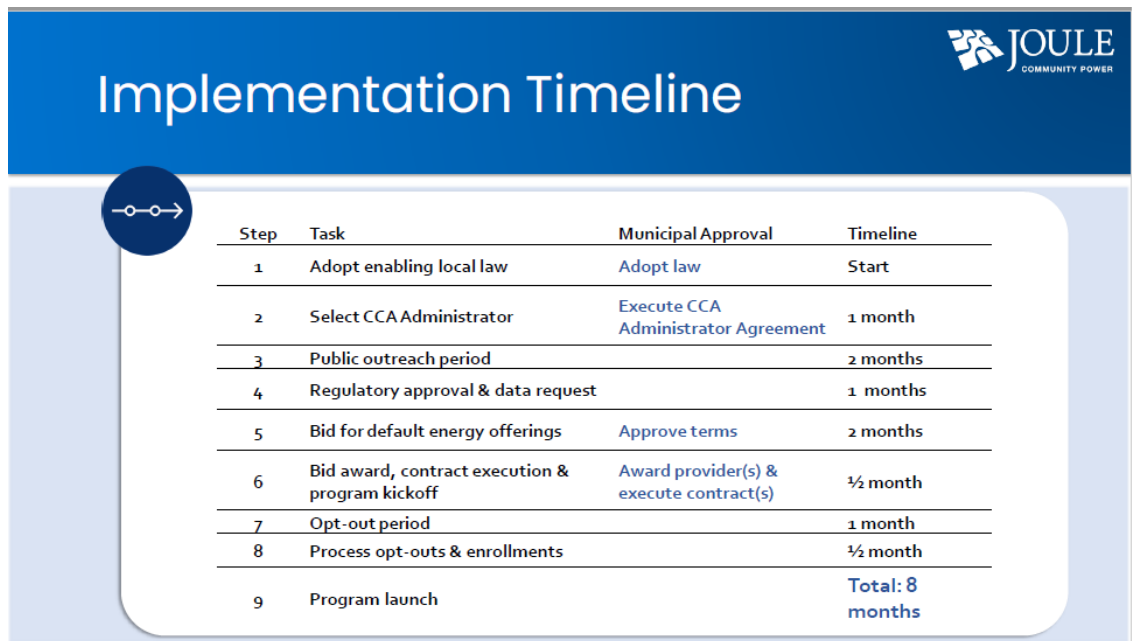 JOULE
COMMUNITY POWER
Implementation Timeline
Step Task Municipal Approval Timeline
1 Adopt enabling local law Adopt law Start
2 Select CCA Administrator Execute CCA
Administrator Agreement 1 month
3 Public outreach period 2 months
4 Regulatory approval & data request 1 months
5 Bid for default energy offerings Approve terms 2 months
6 Bid award, contract execution &
program kickoff Award provider(s) &
execute contract(s) ½ month
7 Opt-out period 1 month
8 Process opt-outs & enrollments ½ month
9 Program launch Total: 8
months